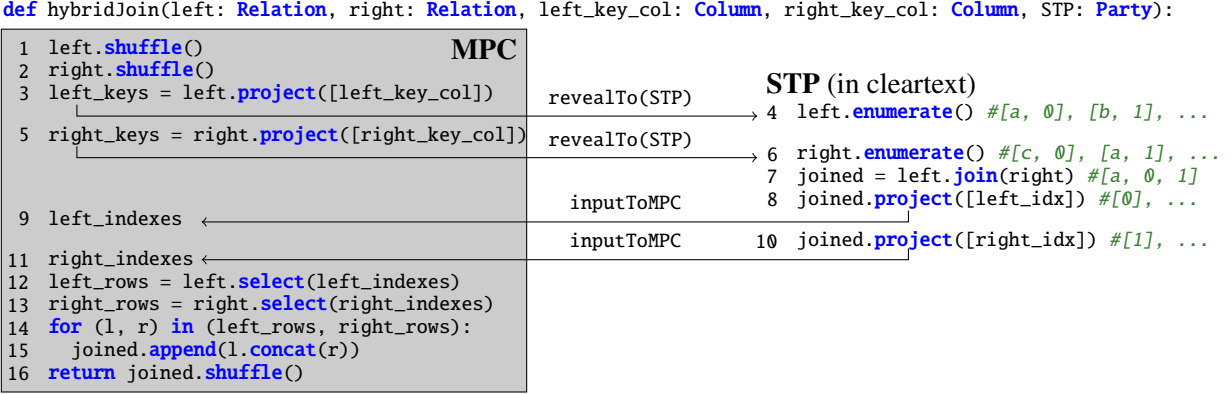 def hybridJoin(left: Relation, right: Relation, left_key_col: Column, right_key_col: Column, STP: Party):
MPC
1 left.shuffle()
2 right.shuffle()
3 left_keys = left.project([left_key_col])
revealTo(STP)
STP (in cleartext)
4 left.enumerate() #[a, 0], [b, 1], ...
5 right_keys = right.project([right_key_col])
revealTo(STP)
6 right.enumerate() #[c, 0], [a, 1], ...
7 joined = left.join(right) #[a, 0, 1]
inputToMPC
8 joined.project([left_idx]) #[0], ...
9 left_indexes
inputToMPC
10 joined.project([right_idx]) #[1], ...
11 right_indexes
12 left_rows = left.select(left_indexes)
13 right_rows = right.select(right_indexes)
14 for (l, r) in (left_rows, right_rows):
15 joined.append(l.concat(r))
16 return joined.shuffle()